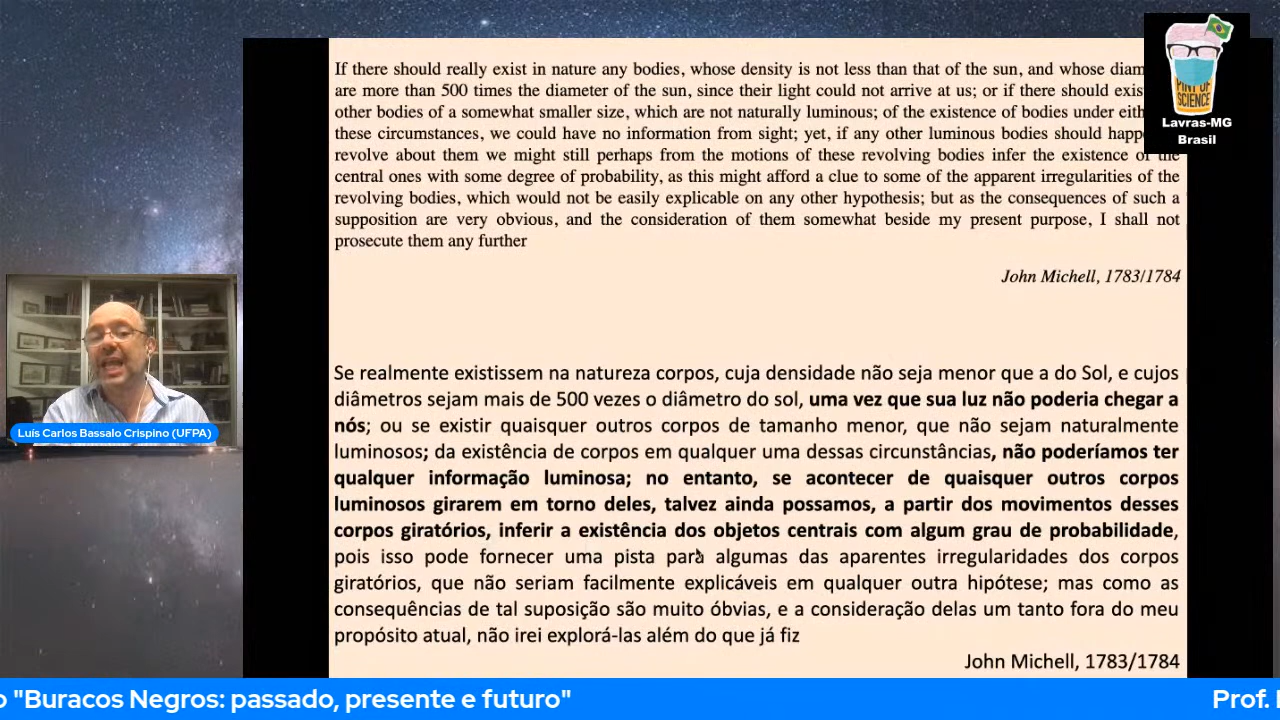 If there should really exist in nature any bodies, whose density is not less than that of the sun, and whose
are more than 500 times the diameter of the sun, since their light could not arrive at us; or if there should
other bodies of a somewhat smaller size, which are not naturally luminous; of the existence of bodies under
these circumstances, we could have no information from sight; yet, if any other luminous bodies should
revolve about them we might still perhaps from the motions of these revolving bodies infer the existence of the
central ones with some degree of probability, as this might afford a clue to some of the apparent irregularities of the
revolving bodies, which would not be easily explicable on any other hypothesis; but as the consequences of such a
supposition are very obvious, and the consideration of them somewhat beside my present purpose, I shall not
prosecute them any further
John Michell, 1783/1784
Se realmente existissem na natureza corpos, cuja densidade não seja menor que a do Sol, e cujos
diâmetros sejam mais de 500 vezes o diâmetro do sol, uma vez que sua luz não poderia chegar a
nós; ou se existir quaisquer outros corpos de tamanho menor, que não sejam naturalmente
luminosos; da existência de corpos em qualquer uma dessas circunstâncias, não poderíamos ter
qualquer informação luminosa; no entanto, se acontecer de quaisquer outros corpos
luminosos girarem em torno deles, talvez ainda possamos, a partir dos movimentos desses
corpos giratórios, inferir a existência dos objetos centrais com algum grau de probabilidade,
pois isso pode fornecer uma pista para algumas das aparentes irregularidades dos corpos
giratórios, que não seriam facilmente explicáveis em qualquer outra hipótese; mas como as
consequências de tal suposição são muito óbvias, e a consideração delas um tanto fora do meu
propósito atual, não irei explorá-las além do que já fiz
John Michell, 1783/1784
PINT OF
SCIENCE
Lavras-MG
Brasil
Luís Carlos Bassalo Crispino (UFPA)
o "Buracos Negros: passado, presente e futuro"
Prof.